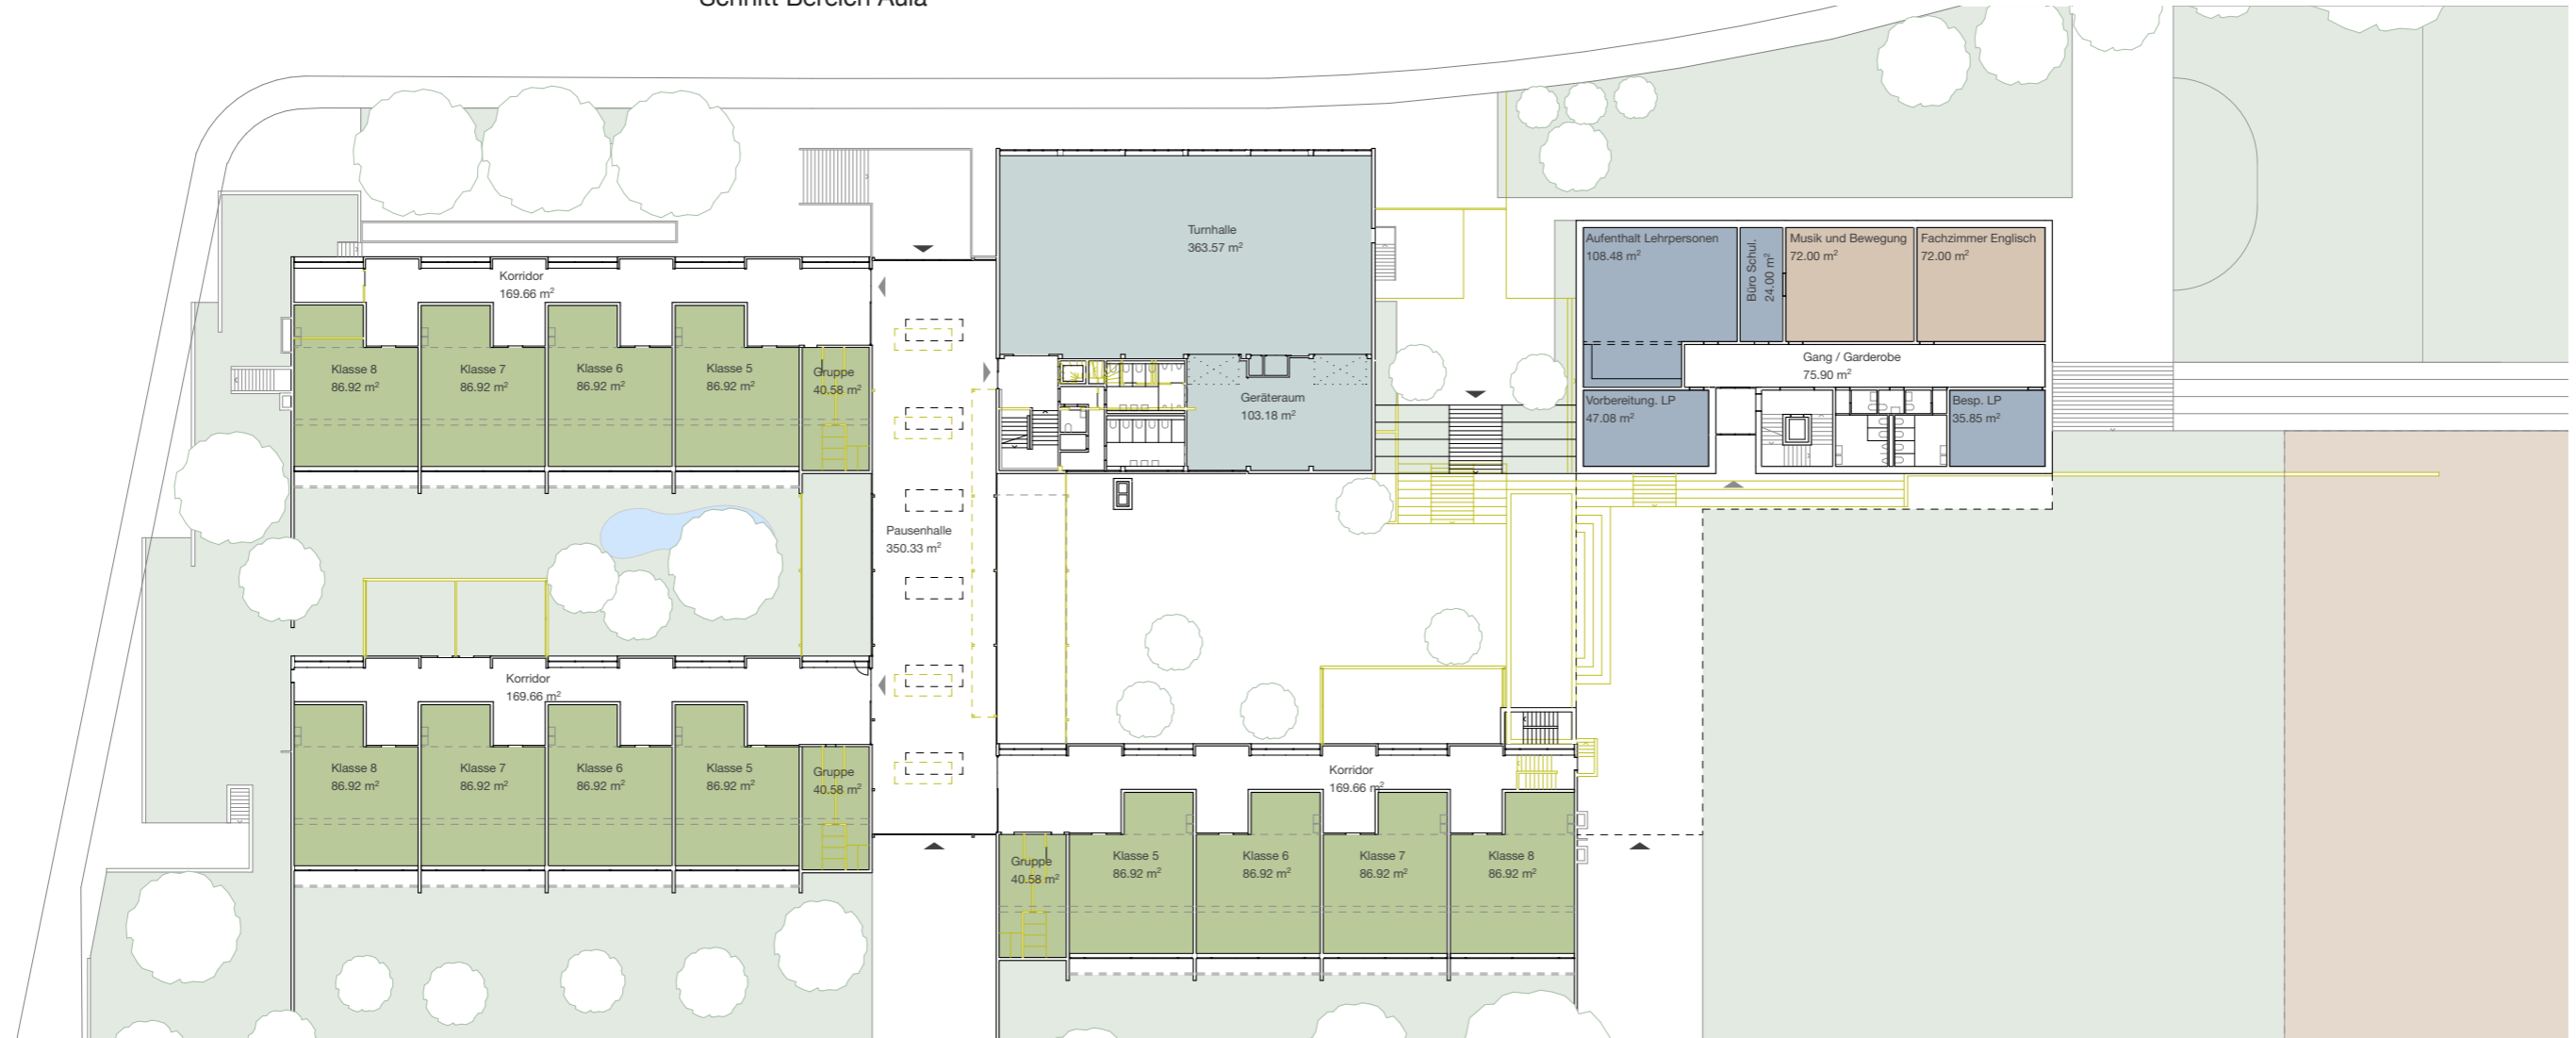 Schnitt Bereich Aula
Turnhalle
363.57 m²
Aufenthalt Lehrpersonen
108.48 m²
Büro Schul.
24.00 m²
Musik und Bewegung
72.00 m²
Fachzimmer Englisch
72.00 m²
Korridor
169.66 m²
Klasse 8
86.92 m²
Klasse 7
86.92 m²
Klasse 6
86.92 m²
Klasse 5
86.92 m²
Gruppe
40.58 m²
Geräteraum
103.18 m²
Gang / Garderobe
75.90 m²
Vorbereitung. LP
47.08 m²
Besp. LP
35.85 m²
Pausenhalle
350.33 m²
Korridor
169.66 m²
Klasse 8
86.92 m²
Klasse 7
86.92 m²
Klasse 6
86.92 m²
Klasse 5
86.92 m²
Gruppe
40.58 m²
Korridor
169.66 m²
Gruppe
40.58 m²
Klasse 5
86.92 m²
Klasse 6
86.92 m²
Klasse 7
86.92 m²
Klasse 8
86.92 m²